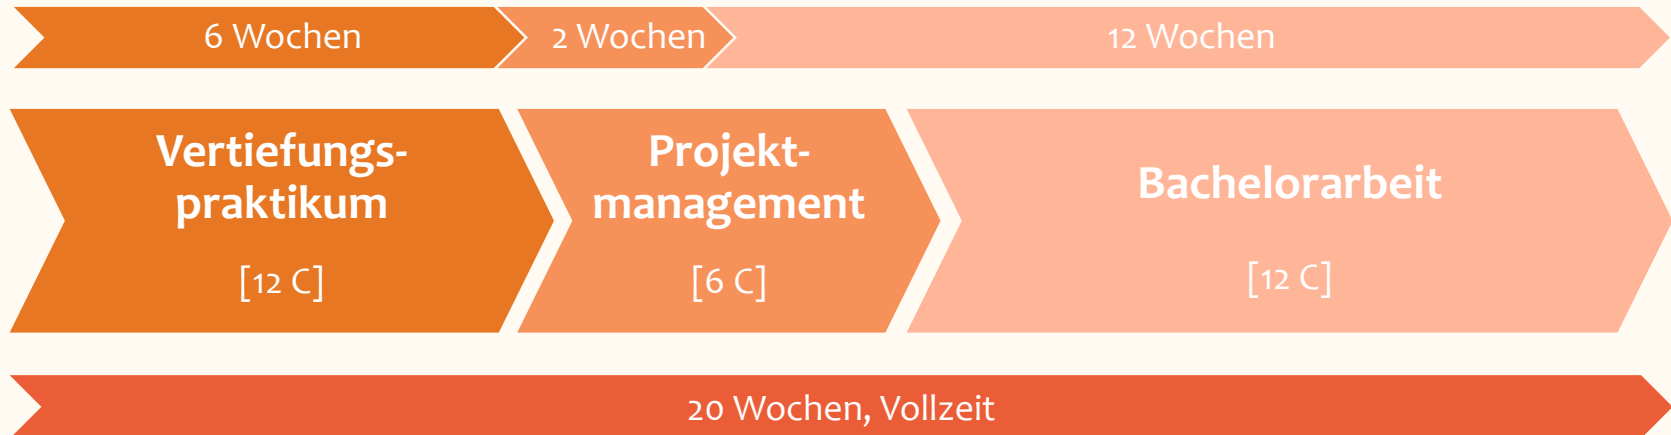 6 Wochen
2 Wochen
12 Wochen
Vertiefungs-
praktikum
[12 C]
Projekt-
management
[6 C]
Bachelorarbeit
[12 C]
20 Wochen, Vollzeit